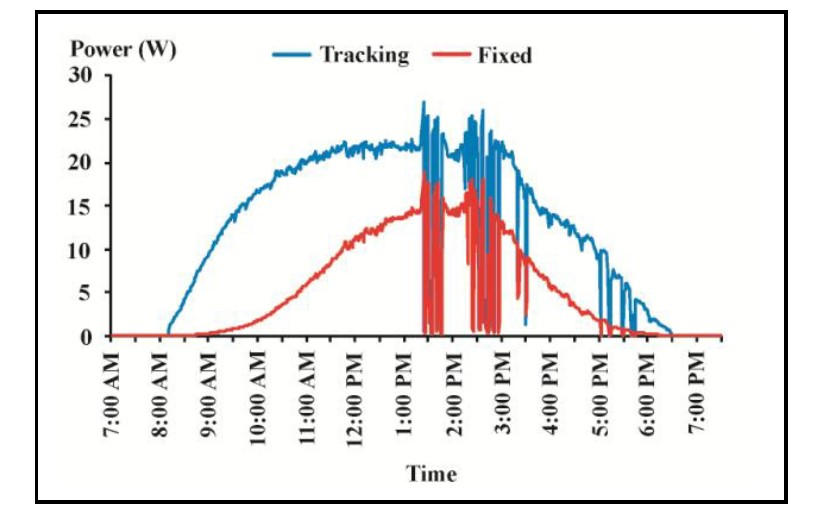 Power (W)
Tracking
Fixed
30
25
20
15
10
5
0
7:00 AM
8:00 AM
9:00 AM
10:00 AM
11:00 AM
12:00 PM
1:00 PM
2:00 PM
3:00 PM
4:00 PM
5:00 PM
6:00 PM
7:00 PM
Time